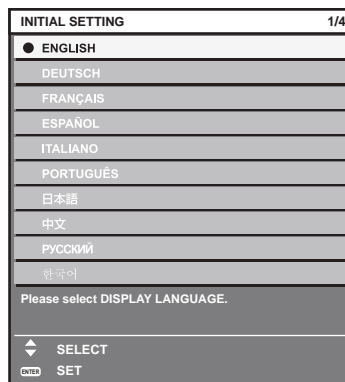 INITIAL SETTING 1/4
ENGLISH
DEUTSCH
FRANÇAIS
ESPAÑOL
ITALIANO
PORTUGUÊS
日本語
中文
РУССКИЙ
한국어
Please select DISPLAY LANGUAGE.
SELECT
ENTER SET